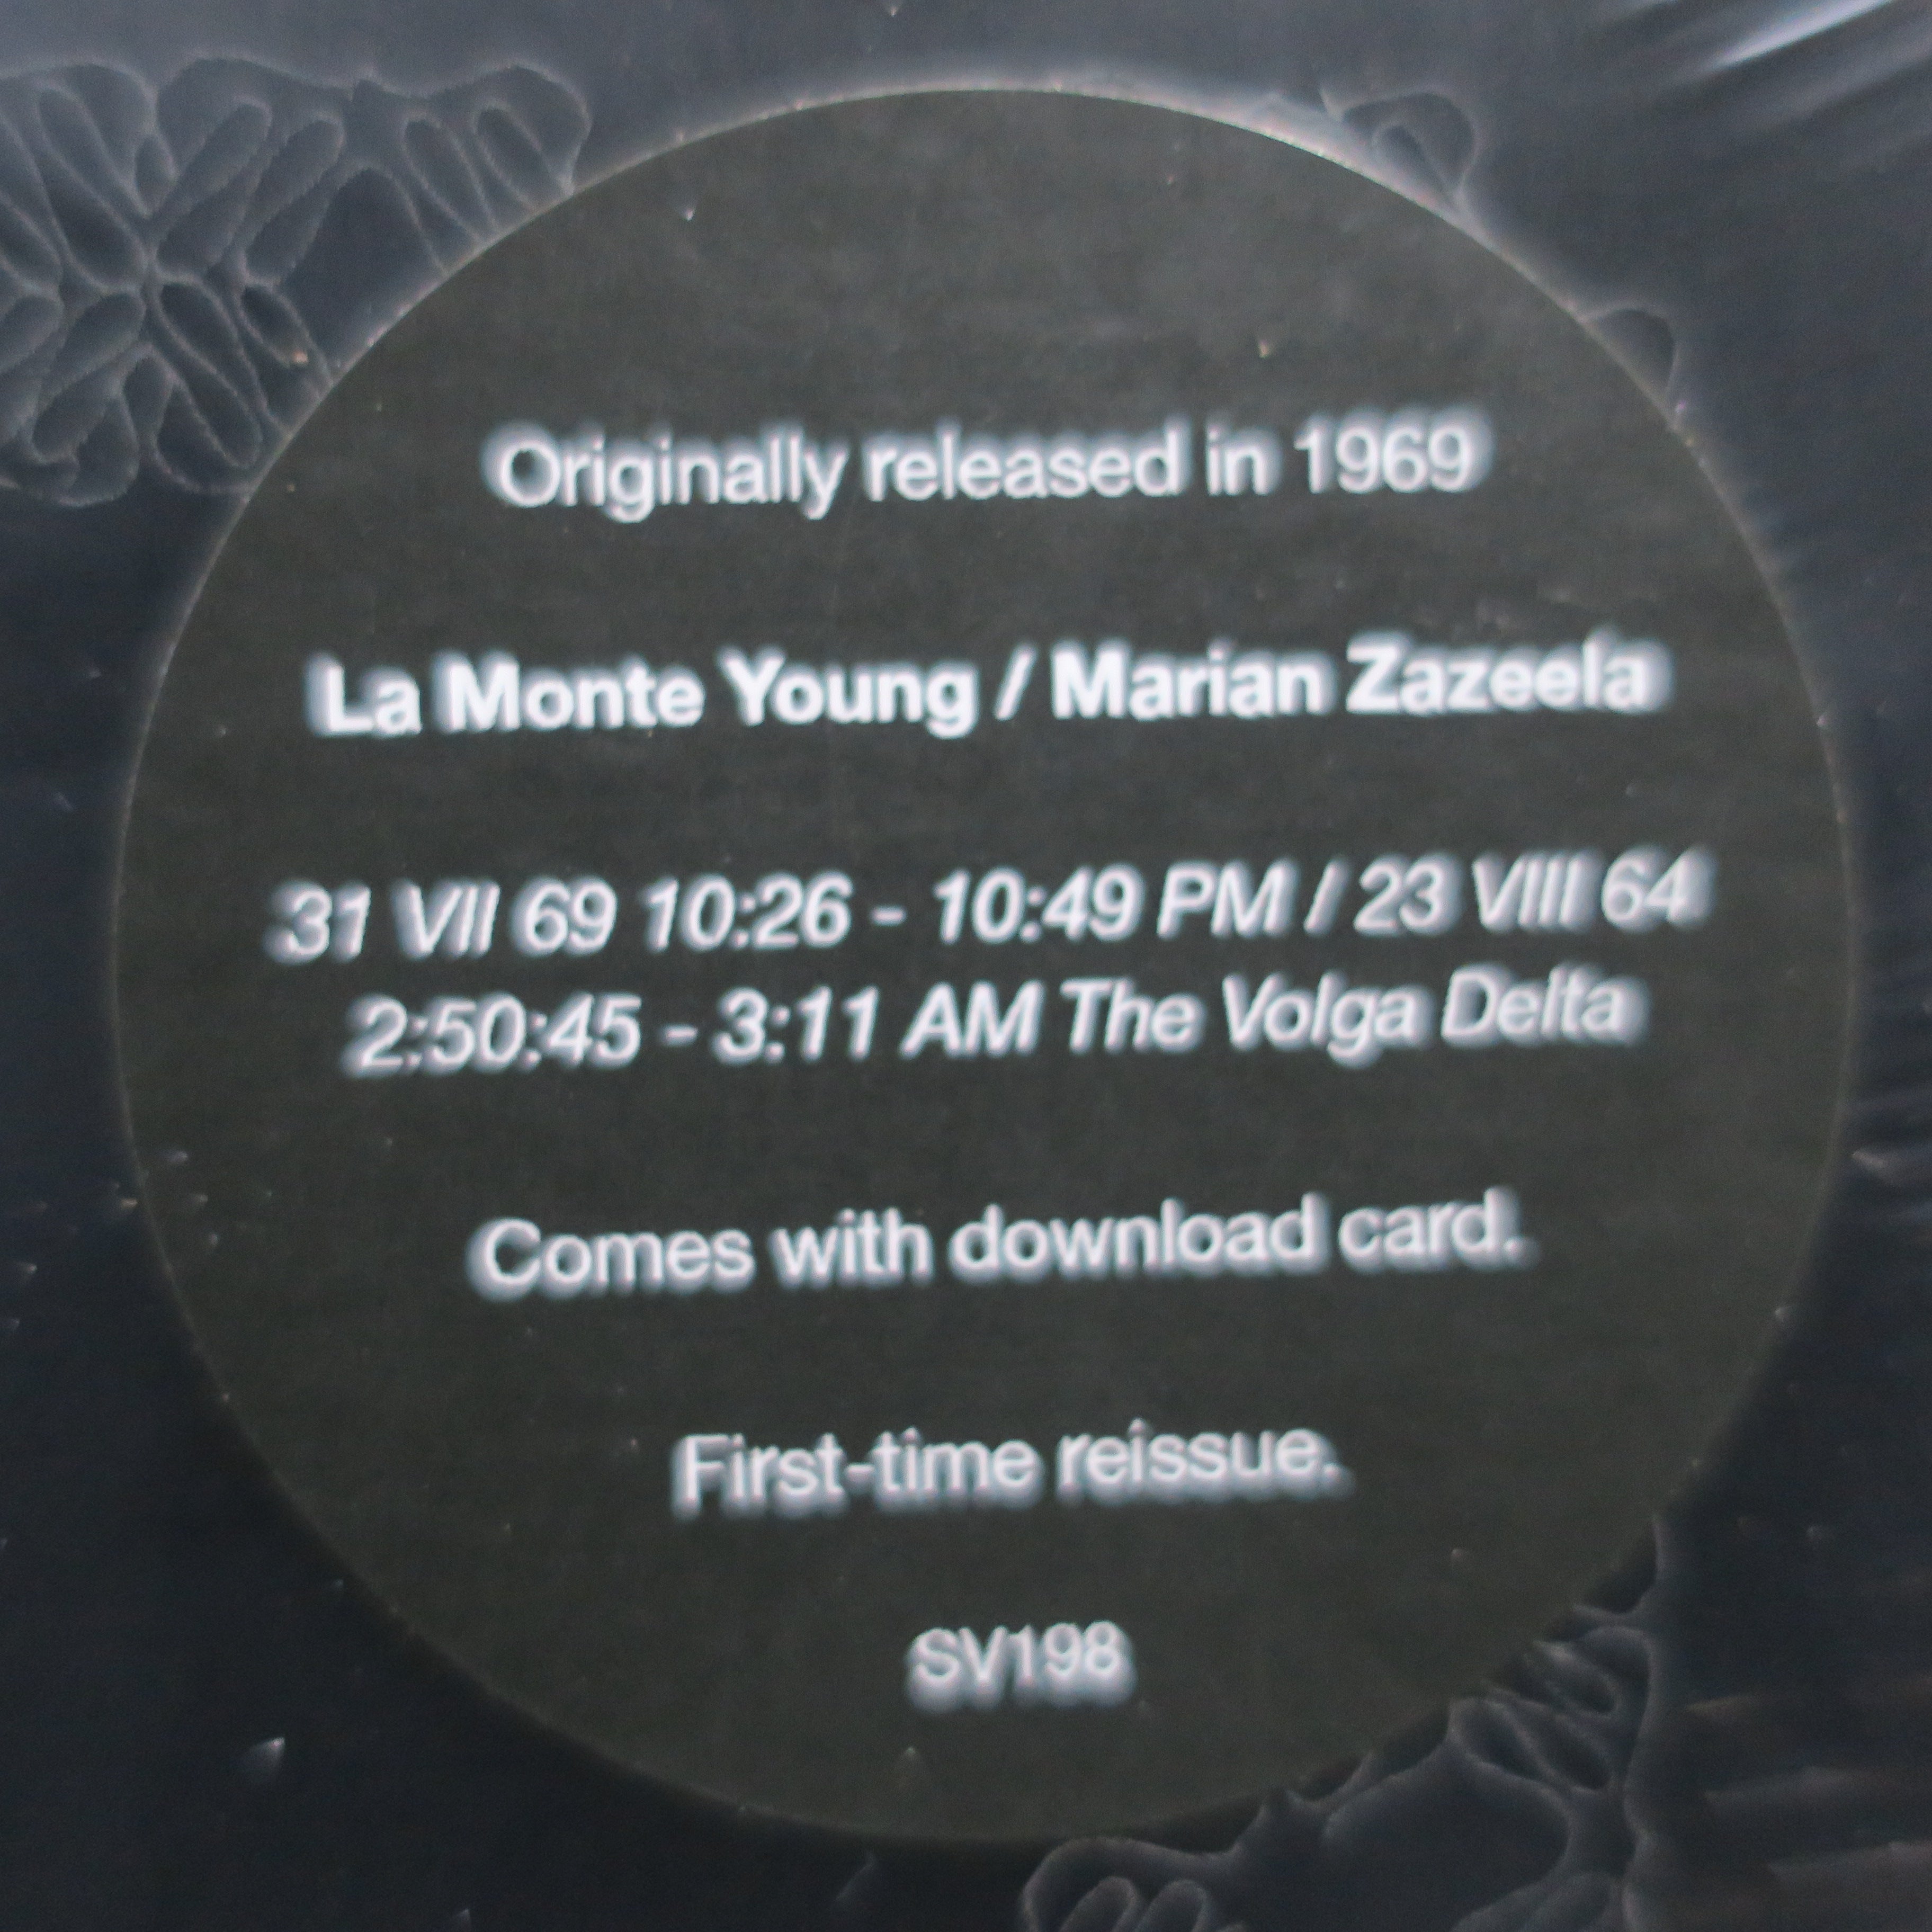 Originally released in 1969
La Monte Young / Marian Zazeela
31 VII 69 10:26 - 10:49 PM / 23 VIII 64
2:50:45 - 3:11 AM The Volga Delta
Comes with download card.
First-time reissue.
SV198